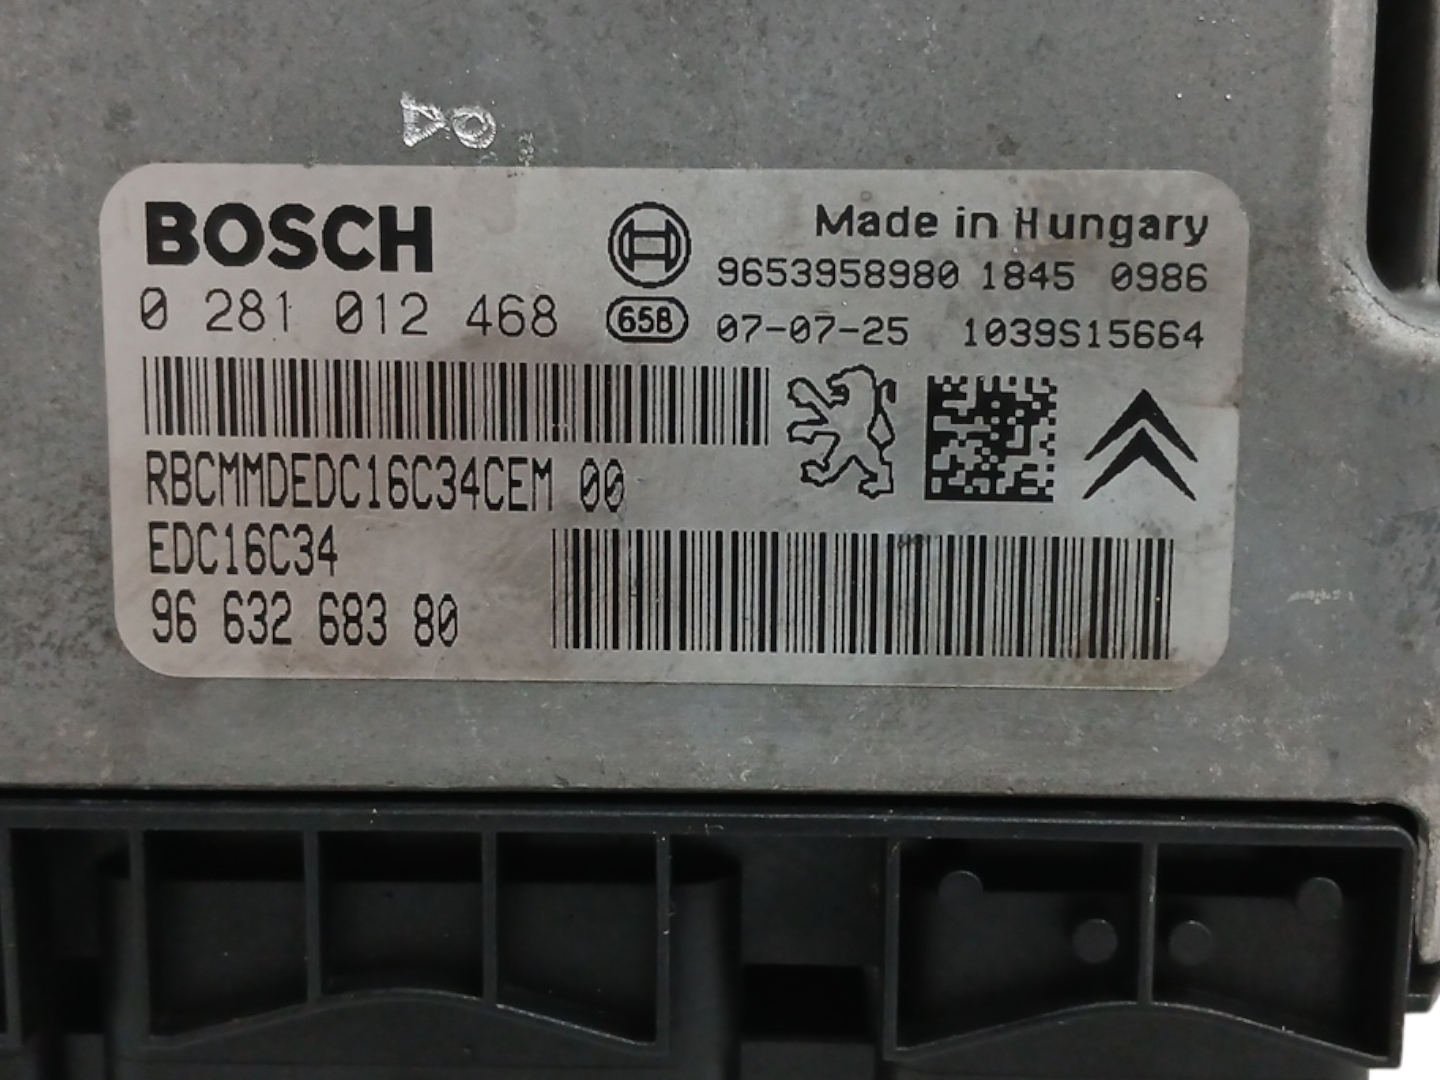 BOSCH
Made in Hungary
9653958980 1845 0986
0 281 012 468
658 07-07-25 1039S15664
RBCMMDEDC16C34CEM 00
EDC16C34
96 632 683 80